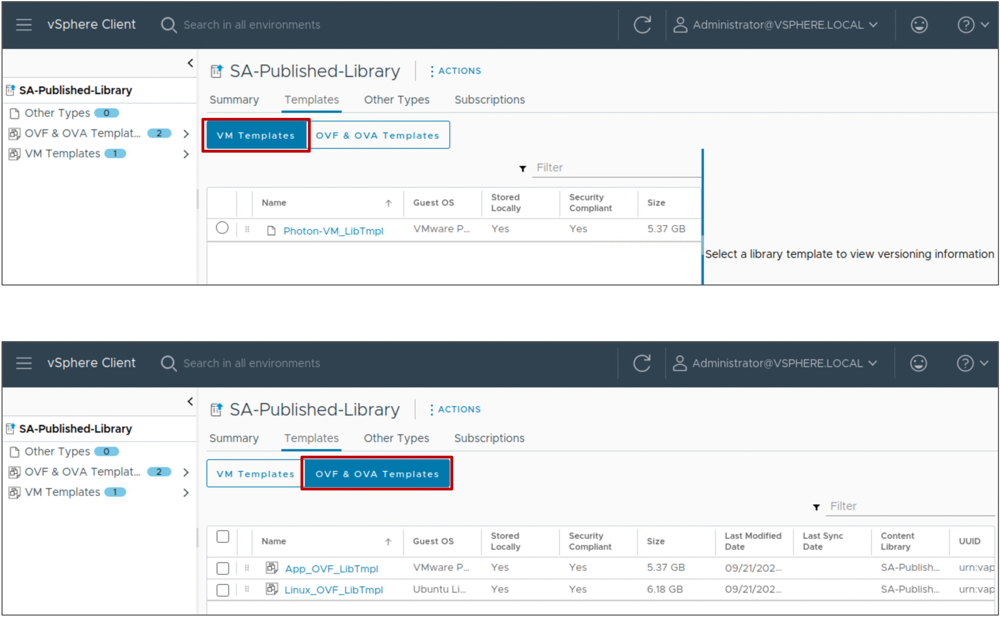 vSphere Client
Search in all environments
Administrator@VSPHERE.LOCAL
SA-Published-Library
Other Types 0
OVF & OVA Templat... 2
VM Templates 1
SA-Published-Library
ACTIONS
Summary Templates Other Types Subscriptions
VM Templates OVF & OVA Templates
Filter
Name Guest OS Stored Locally Security Compliant Size
Photon-VM_LibTmpl VMware P... Yes Yes 5.37 GB
Select a library template to view versioning information
vSphere Client
Search in all environments
Administrator@VSPHERE.LOCAL
SA-Published-Library
Other Types 0
OVF & OVA Templat... 2
VM Templates 1
SA-Published-Library
ACTIONS
Summary Templates Other Types Subscriptions
VM Templates OVF & OVA Templates
Filter
Name Guest OS Stored Locally Security Compliant Size Last Modified Date Last Sync Date Content Library UUID
App_OVF_LibTmpl VMware P... Yes Yes 5.37 GB 09/21/202... SA-Publish... urn:vap
Linux_OVF_LibTmpl Ubuntu Li... Yes Yes 6.18 GB 09/21/202... SA-Publish... urn:vap